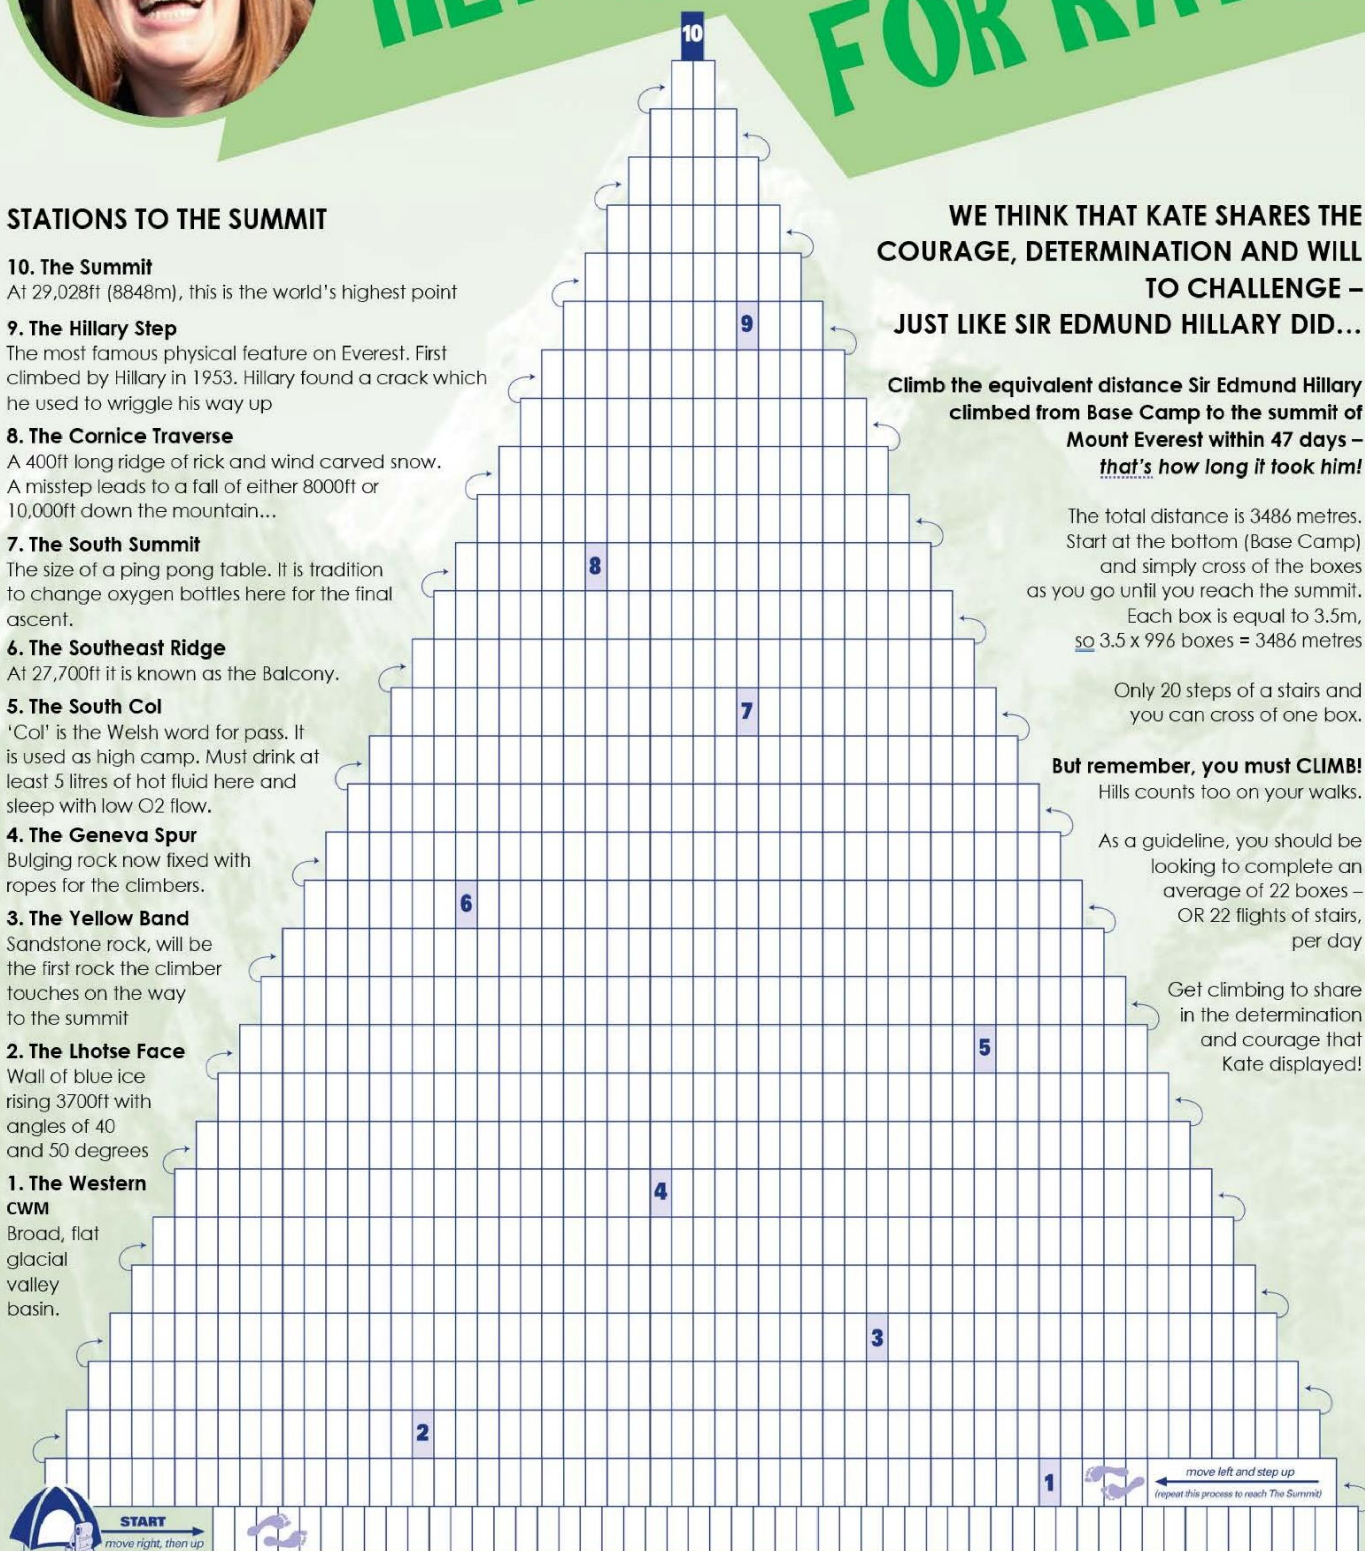 FOR
10
STATIONS TO THE SUMMIT
10. The Summit
At 29,028ft (8848m), this is the world's highest point
9. The Hillary Step
The most famous physical feature on Everest. First
climbed by Hillary in 1953. Hillary found a crack which
he used to wriggle his way up
8. The Cornice Traverse
A 400ft long ridge of rick and wind carved snow.
A misstep leads to a fall of either 8000ft or
10,000ft down the mountain...
7. The South Summit
The size of a ping pong table. It is tradition
to change oxygen bottles here for the final
ascent.
6. The Southeast Ridge
At 27,700ft it is known as the Balcony.
5. The South Col
‘Col’ is the Welsh word for pass. It
is used as high camp. Must drink at
least 5 litres of hot fluid here and
sleep with low O2 flow.
4. The Geneva Spur
Bulging rock now fixed with
ropes for the climbers.
3. The Yellow Band
Sandstone rock, will be
the first rock the climber
touches on the way
to the summit
2. The Lhotse Face
Wall of blue ice
rising 3700ft with
angles of 40
and 50 degrees
1. The Western
CWM
Broad, flat
glacial
valley
basin.
WE THINK THAT KATE SHARES THE
COURAGE, DETERMINATION AND WILL
TO CHALLENGE –
JUST LIKE SIR EDMUND HILLARY DID...
Climb the equivalent distance Sir Edmund Hillary
climbed from Base Camp to the summit of
Mount Everest within 47 days –
that's how long it took him!
The total distance is 3486 metres.
Start at the bottom (Base Camp)
and simply cross of the boxes
as you go until you reach the summit.
Each box is equal to 3.5m,
so 3.5 x 996 boxes = 3486 metres
Only 20 steps of a stairs and
you can cross of one box.
But remember, you must CLIMB!
Hills counts too on your walks.
As a guideline, you should be
looking to complete an
average of 22 boxes –
OR 22 flights of stairs,
per day
Get climbing to share
in the determination
and courage that
Kate displayed!
9
8
7
6
5
4
3
2
1
move left and step up
(repeat this process to reach The Summit)
START
move right, then up